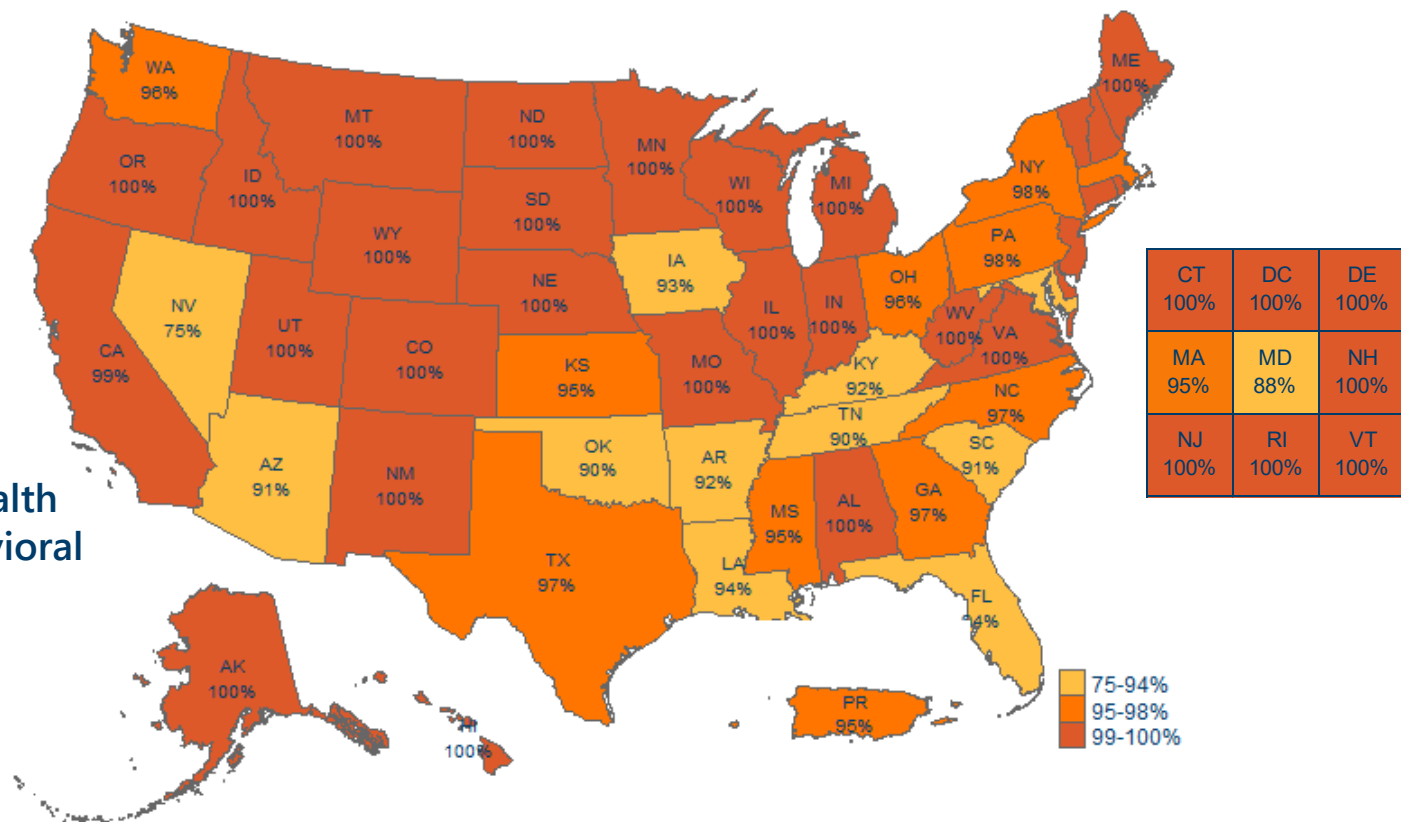 WA
96%
MT
100%
ND
100%
MN
100%
ME
100%
OR
100%
ID
100%
SD
100%
WI
100%
MI
100%
NY
98%
WY
100%
IA
93%
PA
98%
NE
100%
OH
96%
NV
75%
UT
100%
CO
100%
IL
100%
IN
100%
WV
100%
VA
100%
CA
99%
KS
95%
MO
100%
KY
92%
NC
97%
TN
90%
AZ
91%
NM
100%
OK
90%
AR
92%
SC
91%
MS
95%
AL
100%
GA
97%
TX
97%
LA
94%
FL
4%
AK
100%
HI
100%
PR
95%
CT
100%
DC
100%
DE
100%
MA
95%
MD
88%
NH
100%
NJ
100%
RI
100%
VT
100%
alth
vioral
75-94%
95-98%
99-100%